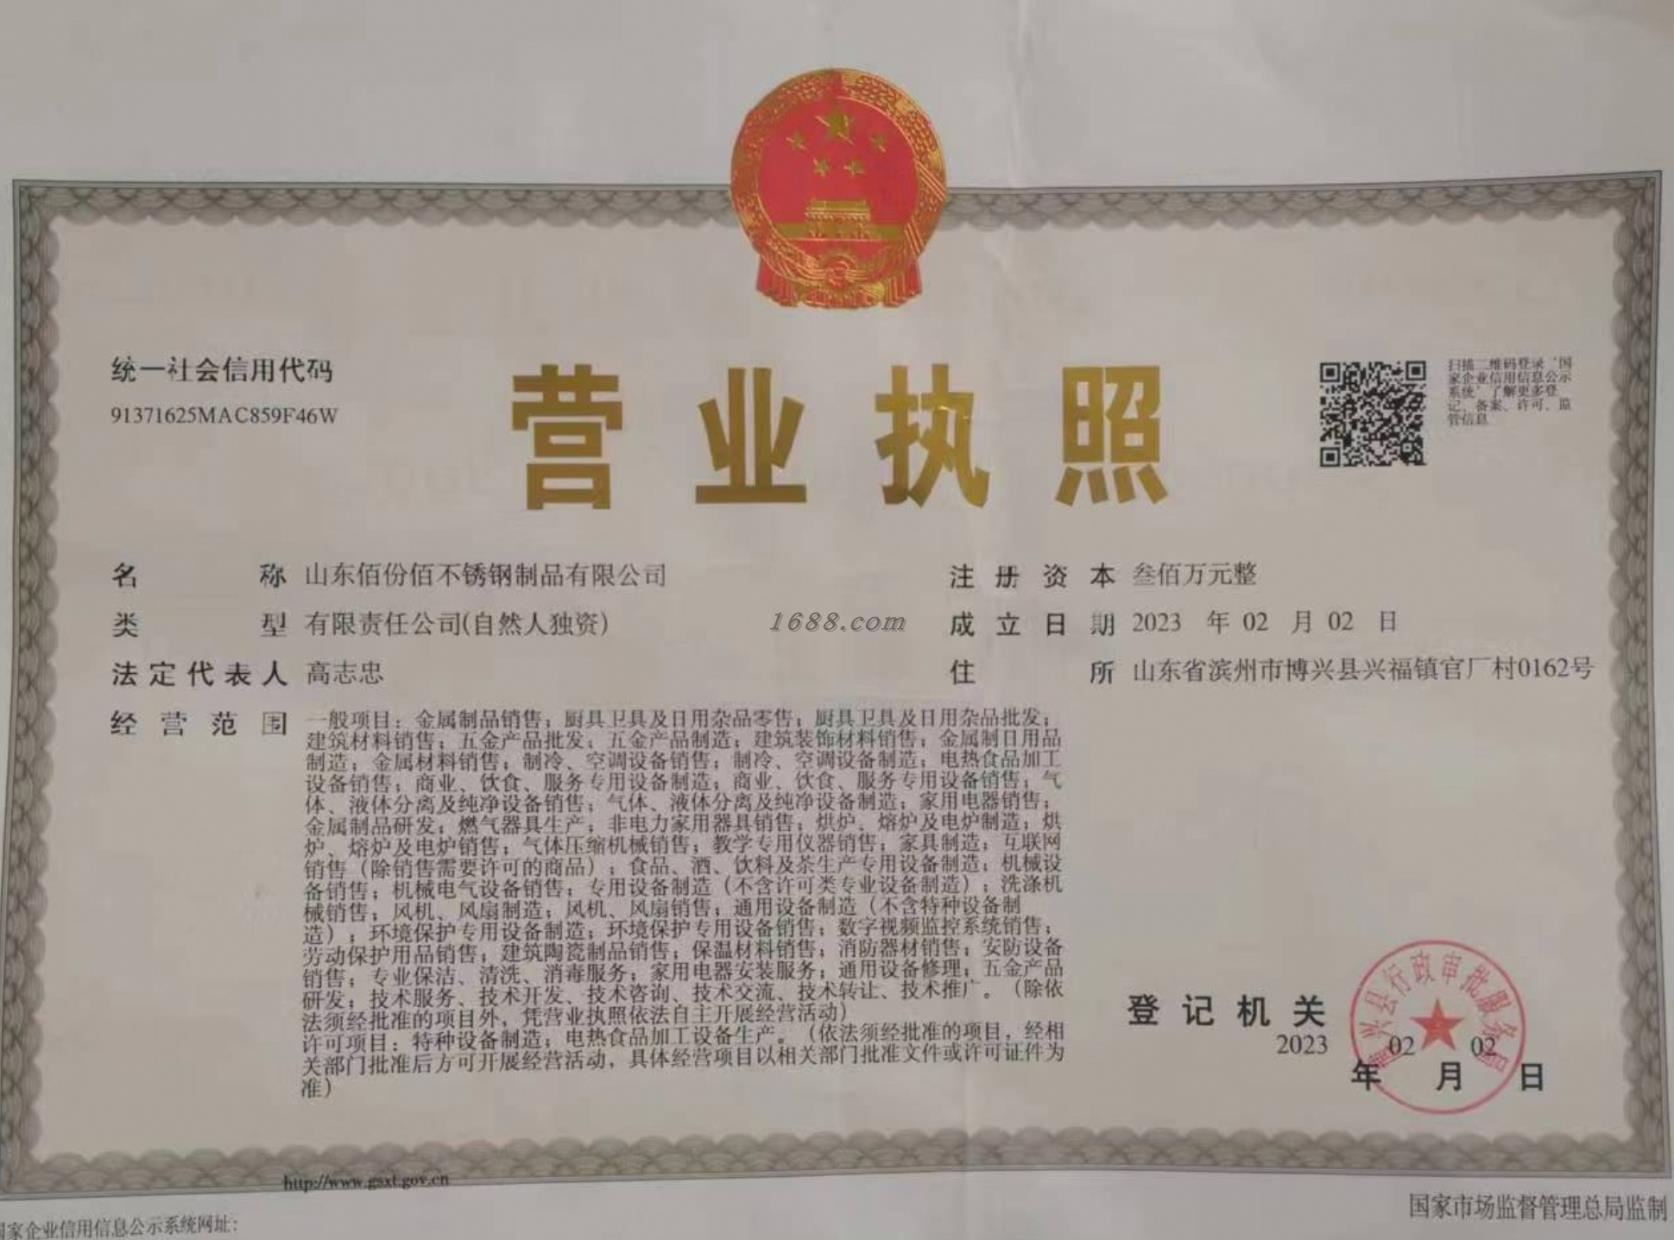 统一社会信用代码
91371625MAC859F46W
营业执照
扫描二维码登录"国
家企业信用信息公示
系统"了解更多登
记、备案、许可、监
管信息
名称 山东佰份佰不锈钢制品有限公司
类型 有限责任公司(自然人独资)
法定代表人 高志忠
1688.com
注册资本 叁佰万元整
成立日期 2023 年 02 月 02 日
住所 山东省滨州市博兴县兴福镇官厂村0162号
经营范围 一般项目：金属制品销售；厨具卫具及日用杂品零售；厨具卫具及日用杂品批发；
建筑材料销售；五金产品批发；五金产品制造；建筑装饰材料销售；金属制日用品
制造；金属材料销售；制冷、空调设备销售；制冷、空调设备制造；电热食品加工
设备销售；商业、饮食、服务专用设备制造；商业、饮食、服务专用设备销售；气
体、液体分离及纯净设备销售；气体、液体分离及纯净设备制造；家用电器销售；
金属制品研发；燃气器具生产；非电力家用器具销售；烘炉、熔炉及电炉制造；烘
炉、熔炉及电炉销售；气体压缩机械销售；教学专用仪器销售；家具制造；互联网
销售（除销售需要许可的商品）；食品、酒、饮料及茶生产专用设备制造；机械设
备销售；机械电气设备销售；专用设备制造（不含许可类专业设备制造）；洗涤机
械销售；风机、风扇制造；风机、风扇销售；通用设备制造（不含特种设备制
造）；环境保护专用设备制造；环境保护专用设备销售；数字视频监控系统销售；
劳动保护用品销售；建筑陶瓷制品销售；保温材料销售；消防器材销售；安防设备
销售；专业保洁、清洗、消毒服务；家用电器安装服务；通用设备修理；五金产品
研发；技术服务、技术开发、技术咨询、技术交流、技术转让、技术推广。（除依
法须经批准的项目外，凭营业执照依法自主开展经营活动）
许可项目：特种设备制造；电热食品加工设备生产。（依法须经批准的项目，经相
关部门批准后方可开展经营活动，具体经营项目以相关部门批准文件或许可证件为
准）
登记机关
博兴县行政审批服务局
2023 年 02 月 02 日
http://www.gsxt.gov.cn
国家企业信用信息公示系统网址：
国家市场监督管理总局监制